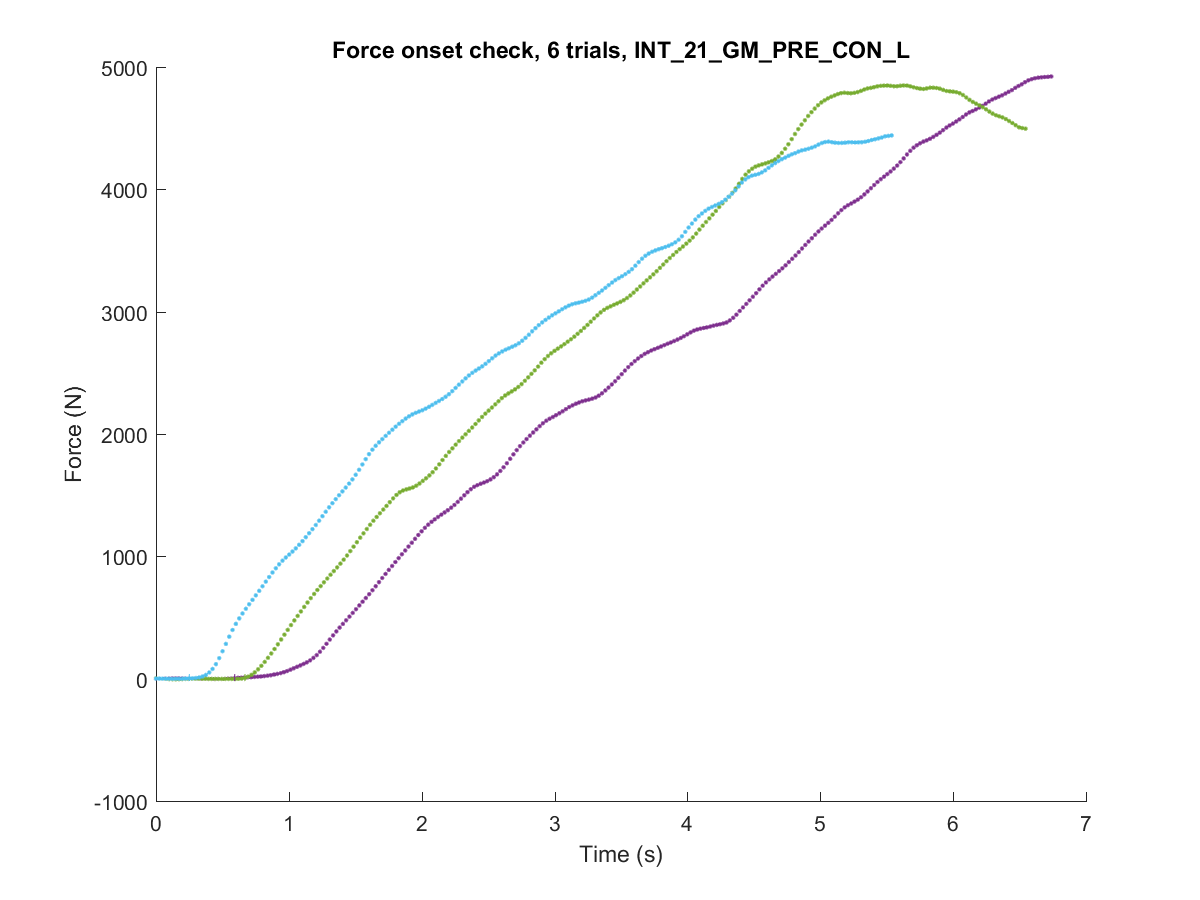 Force onset check, 6 trials, INT_21_GM_PRE_CON_L
5000
4000
3000
2000
1000
0
-1000
Force (N)
0 1 2 3 4 5 6 7
Time (s)